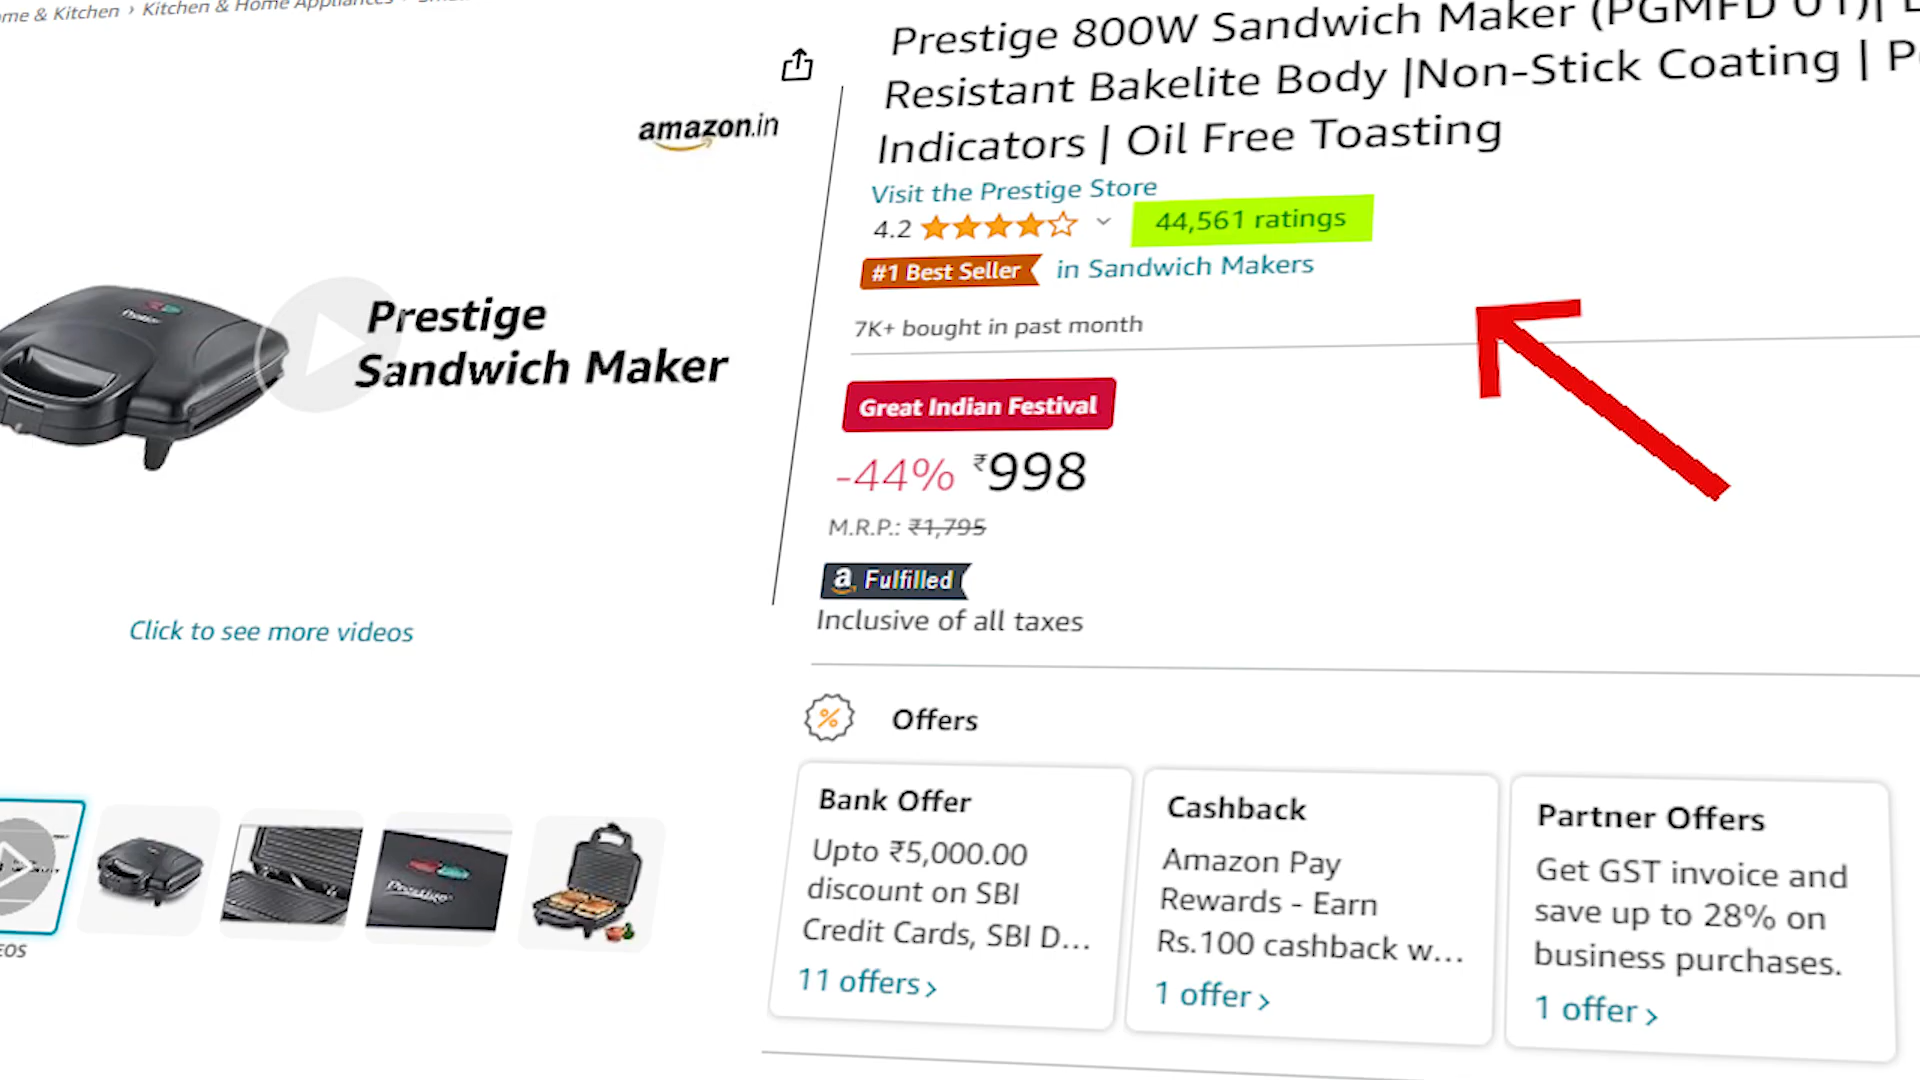 me & Kitchen › Kitchen & Home Appliances ›
amazon.in
Prestige
Sandwich Maker
Click to see more videos
Prestige 800W Sandwich Maker (PGMFD 01)|
Resistant Bakelite Body |Non-Stick Coating |
Indicators | Oil Free Toasting
Visit the Prestige Store
4.2 44,561 ratings
#1 Best Seller in Sandwich Makers
7K+ bought in past month
Great Indian Festival
-44% ₹998
M.R.P.: ₹1,795
a Fulfilled
Inclusive of all taxes
% Offers
Bank Offer
Upto ₹5,000.00
discount on SBI
Credit Cards, SBI D...
11 offers ›
Cashback
Amazon Pay
Rewards - Earn
Rs.100 cashback w...
1 offer ›
Partner Offers
Get GST invoice and
save up to 28% on
business purchases.
1 offer ›
EOS
Prestige